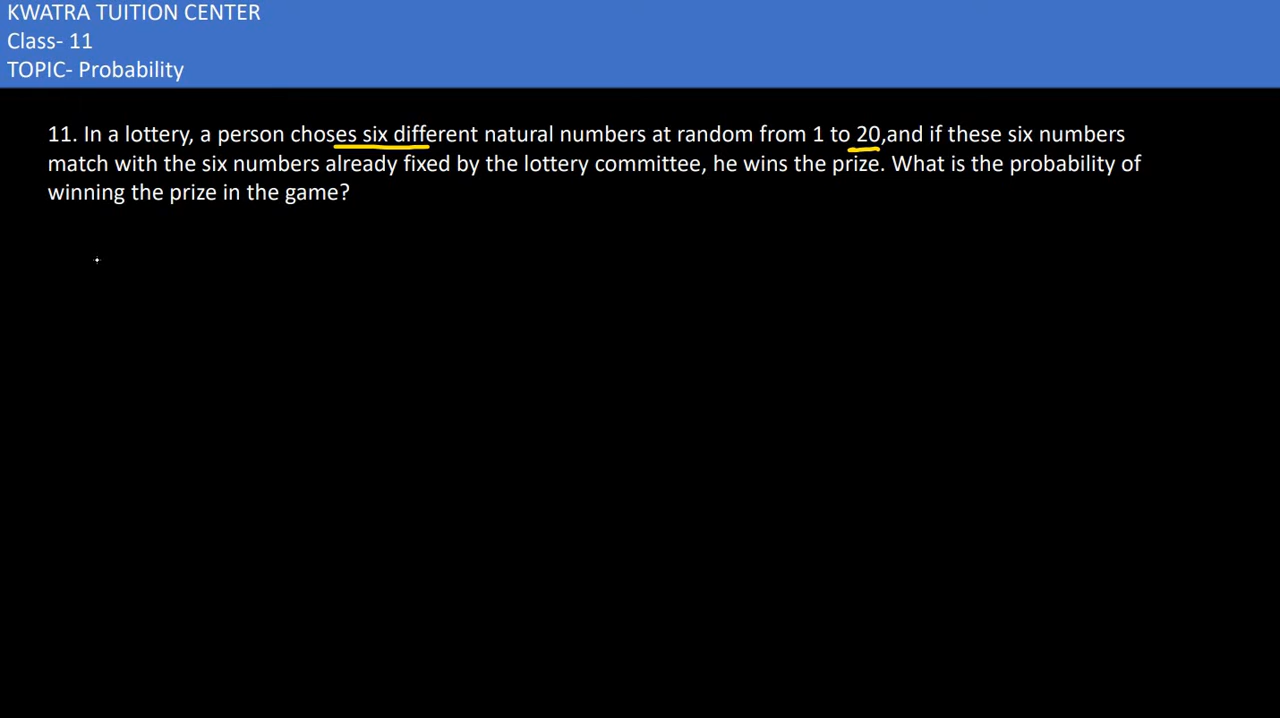 KWATRA TUITION CENTER
Class- 11
TOPIC- Probability
11. In a lottery, a person choses six different natural numbers at random from 1 to 20,and if these six numbers
match with the six numbers already fixed by the lottery committee, he wins the prize. What is the probability of
winning the prize in the game?